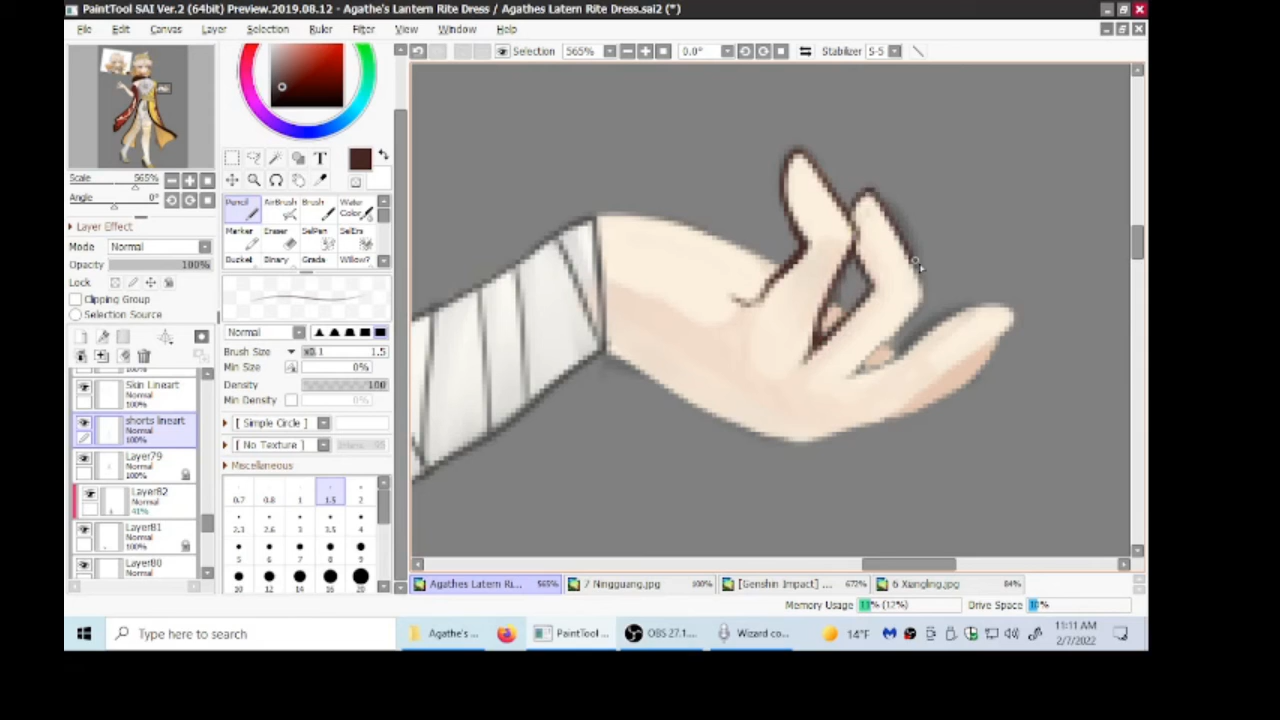 PaintTool SAI Ver.2 (64bit) Preview.2019.08.12 - Agathe's Lantern Rite Dress / Agathes Latern Rite Dress.sai2 (*)
File Edit Canvas Layer Selection Ruler Filter View Window Help
Selection 565% 0.0° Stabilizer S-5
Scale 565%
Angle 0°
Layer Effect
Mode Normal
Opacity 100%
Lock
Clipping Group
Selection Source
100%
Skin Lineart
Normal
100%
shorts lineart
Normal
100%
Layer79
Normal
100%
Layer82
Normal
41%
Layer81
Normal
100%
Layer80
Normal
T
Pencil AirBrush Brush Water Color
Marker Eraser SelPen SelErs
Bucket Binary Grada Willow?
Normal
Brush Size x0.1 1.5
Min Size 0%
Density 100
Min Density 0%
[ Simple Circle ]
[ No Texture ] 95
Miscellaneous
0.7 0.8 1 1.5 2
2.3 2.6 3 3.5 4
5 6 7 8 9
10 12 14 16 20
Agathes Latern Ri... 565% 7 Ningguang.jpg 100% [Genshin Impact] ... 672% 6 Xiangling.jpg 84%
Memory Usage 11% (12%) Drive Space 10%
Type here to search Agathe's ... PaintTool ... OBS 27.1.... Wizard co... 14°F 11:11 AM
2/7/2022